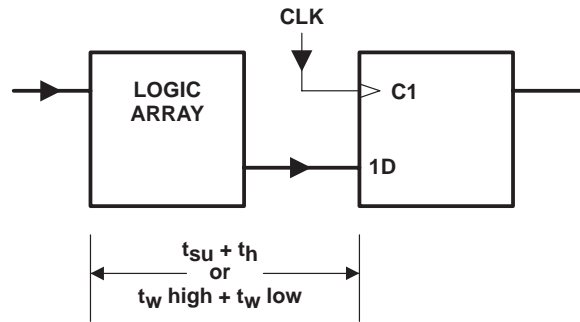 CLK
LOGIC
ARRAY
C1
1D
tsu + th
or
tw high + tw low